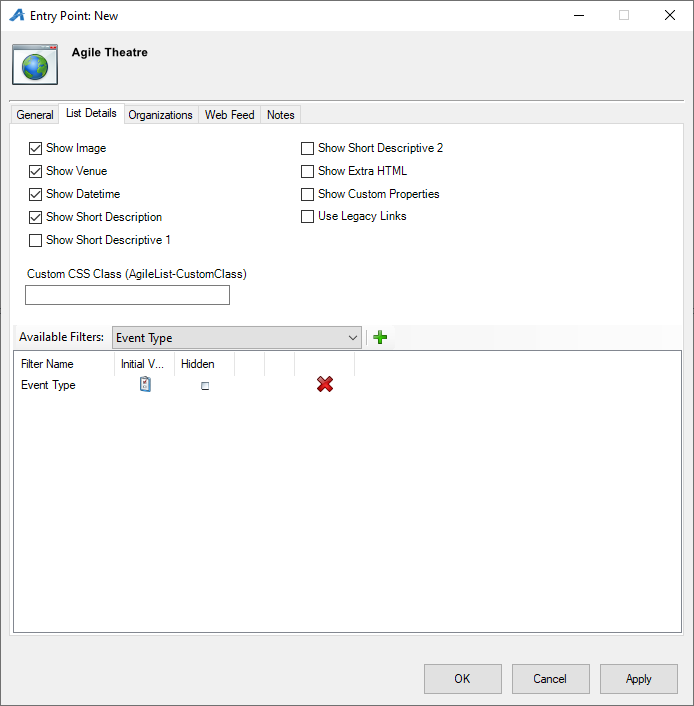 Entry Point: New
Agile Theatre
General List Details Organizations Web Feed Notes
Show Image Show Short Descriptive 2
Show Venue Show Extra HTML
Show Datetime Show Custom Properties
Show Short Description Use Legacy Links
Show Short Descriptive 1
Custom CSS Class (AgileList-CustomClass)
Available Filters: Event Type
Filter Name Initial V... Hidden
Event Type
OK Cancel Apply